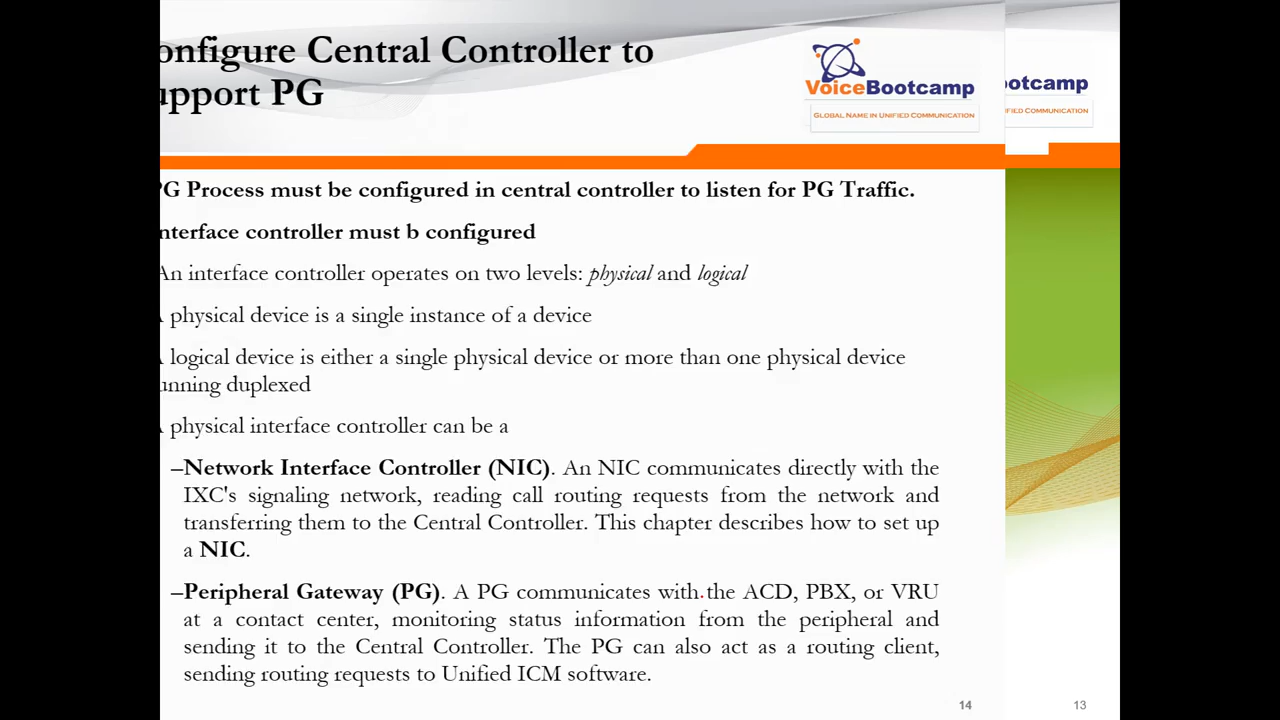 onfigure Central Controller to
upport PG
VoiceBootcamp
GLOBAL NAME IN UNIFIED COMMUNICATION
otcamp
IFIED COMMUNICATION
PG Process must be configured in central controller to listen for PG Traffic.
nterface controller must b configured
An interface controller operates on two levels: physical and logical
A physical device is a single instance of a device
A logical device is either a single physical device or more than one physical device
unning duplexed
A physical interface controller can be a
–Network Interface Controller (NIC). An NIC communicates directly with the
IXC's signaling network, reading call routing requests from the network and
transferring them to the Central Controller. This chapter describes how to set up
a NIC.
–Peripheral Gateway (PG). A PG communicates with the ACD, PBX, or VRU
at a contact center, monitoring status information from the peripheral and
sending it to the Central Controller. The PG can also act as a routing client,
sending routing requests to Unified ICM software.
14
13